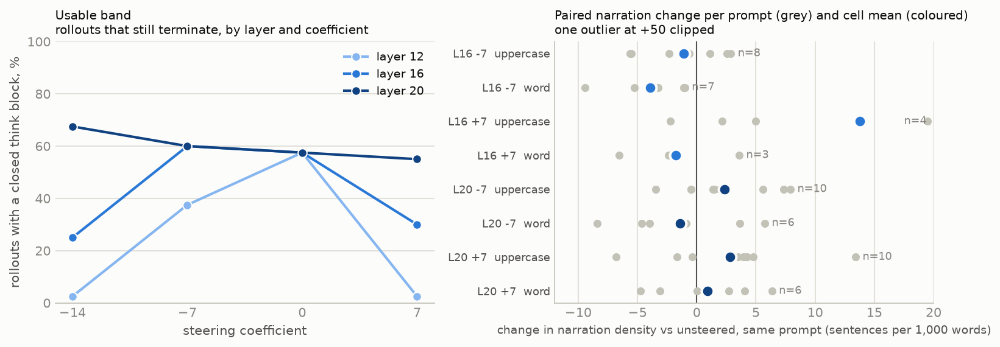 Usable band
rollouts that still terminate, by layer and coefficient
rollouts with a closed think block, %
100
80
60
40
20
0
−14
−7
0
7
steering coefficient
layer 12
layer 16
layer 20
Paired narration change per prompt (grey) and cell mean (coloured)
one outlier at +50 clipped
L16 -7 uppercase
n=8
L16 -7 word
n=7
L16 +7 uppercase
n=4
L16 +7 word
n=3
L20 -7 uppercase
n=10
L20 -7 word
n=6
L20 +7 uppercase
n=10
L20 +7 word
n=6
−10
−5
0
5
10
15
20
change in narration density vs unsteered, same prompt (sentences per 1,000 words)